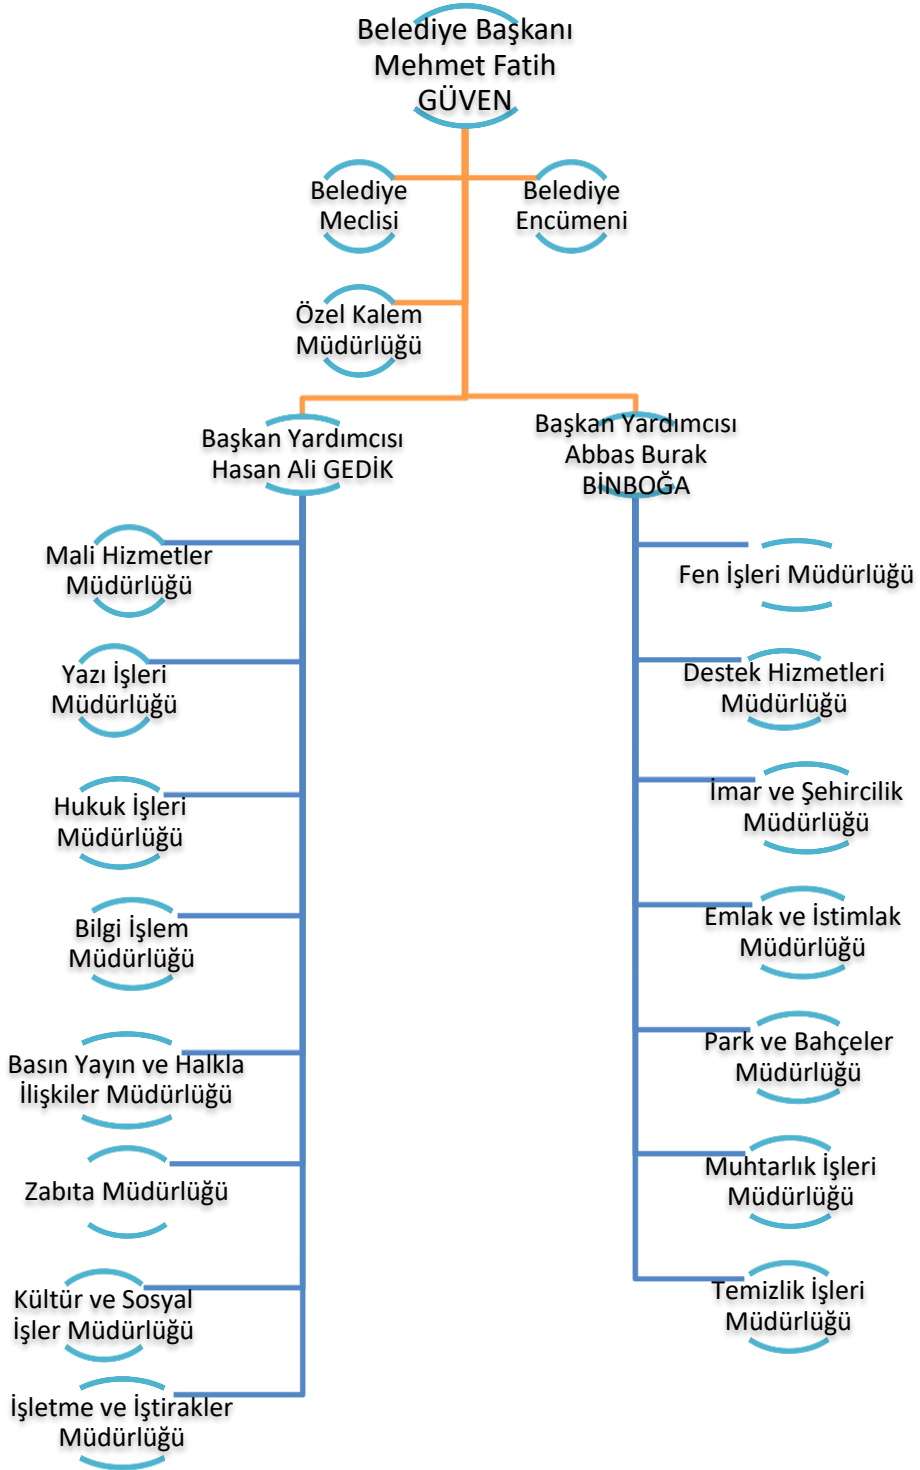 Belediye Başkanı
Mehmet Fatih
GÜVEN
Belediye
Meclisi
Belediye
Encümeni
Özel Kalem
Müdürlüğü
Başkan Yardımcısı
Hasan Ali GEDİK
Mali Hizmetler
Müdürlüğü
Yazı İşleri
Müdürlüğü
Hukuk İşleri
Müdürlüğü
Bilgi İşlem
Müdürlüğü
Basın Yayın ve Halkla
İlişkiler Müdürlüğü
Zabıta Müdürlüğü
Kültür ve Sosyal
İşler Müdürlüğü
İşletme ve İştirakler
Müdürlüğü
Başkan Yardımcısı
Abbas Burak
BİNBOĞA
Fen İşleri Müdürlüğü
Destek Hizmetleri
Müdürlüğü
İmar ve Şehircilik
Müdürlüğü
Emlak ve İstimlak
Müdürlüğü
Park ve Bahçeler
Müdürlüğü
Muhtarlık İşleri
Müdürlüğü
Temizlik İşleri
Müdürlüğü